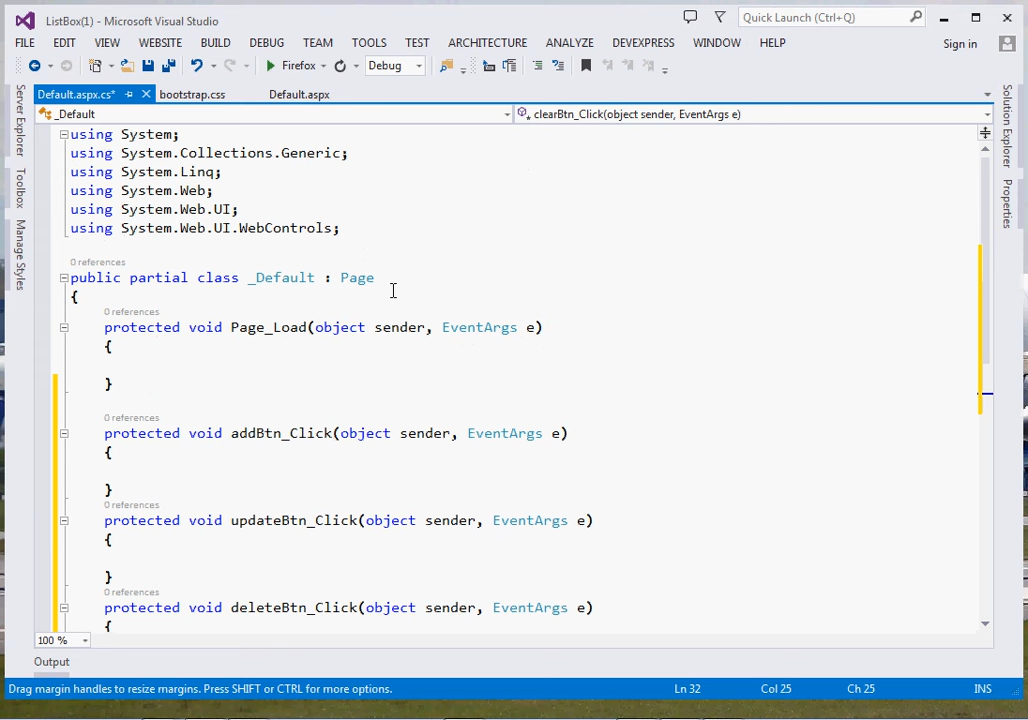 ListBox(1) - Microsoft Visual Studio
Quick Launch (Ctrl+Q)
FILE EDIT VIEW WEBSITE BUILD DEBUG TEAM TOOLS TEST ARCHITECTURE ANALYZE DEVEXPRESS WINDOW HELP Sign in
Firefox Debug
Default.aspx.cs* bootstrap.css Default.aspx
_Default clearBtn_Click(object sender, EventArgs e)
Server Explorer
Toolbox
Manage Styles
Solution Explorer
Properties
using System;
using System.Collections.Generic;
using System.Linq;
using System.Web;
using System.Web.UI;
using System.Web.UI.WebControls;
0 references
public partial class _Default : Page
{
0 references
protected void Page_Load(object sender, EventArgs e)
{
}
0 references
protected void addBtn_Click(object sender, EventArgs e)
{
}
0 references
protected void updateBtn_Click(object sender, EventArgs e)
{
}
0 references
protected void deleteBtn_Click(object sender, EventArgs e)
{
100 %
Output
Drag margin handles to resize margins. Press SHIFT or CTRL for more options. Ln 32 Col 25 Ch 25 INS